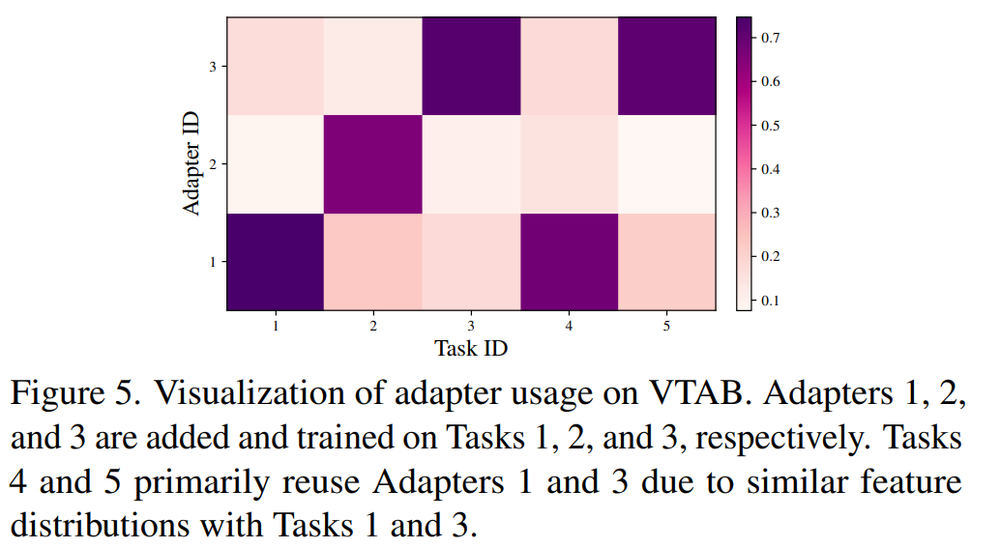 3
2
1
Adapter ID
1 2 3 4 5
Task ID
0.7
0.6
0.5
0.4
0.3
0.2
0.1
Figure 5. Visualization of adapter usage on VTAB. Adapters 1, 2,
and 3 are added and trained on Tasks 1, 2, and 3, respectively. Tasks
4 and 5 primarily reuse Adapters 1 and 3 due to similar feature
distributions with Tasks 1 and 3.